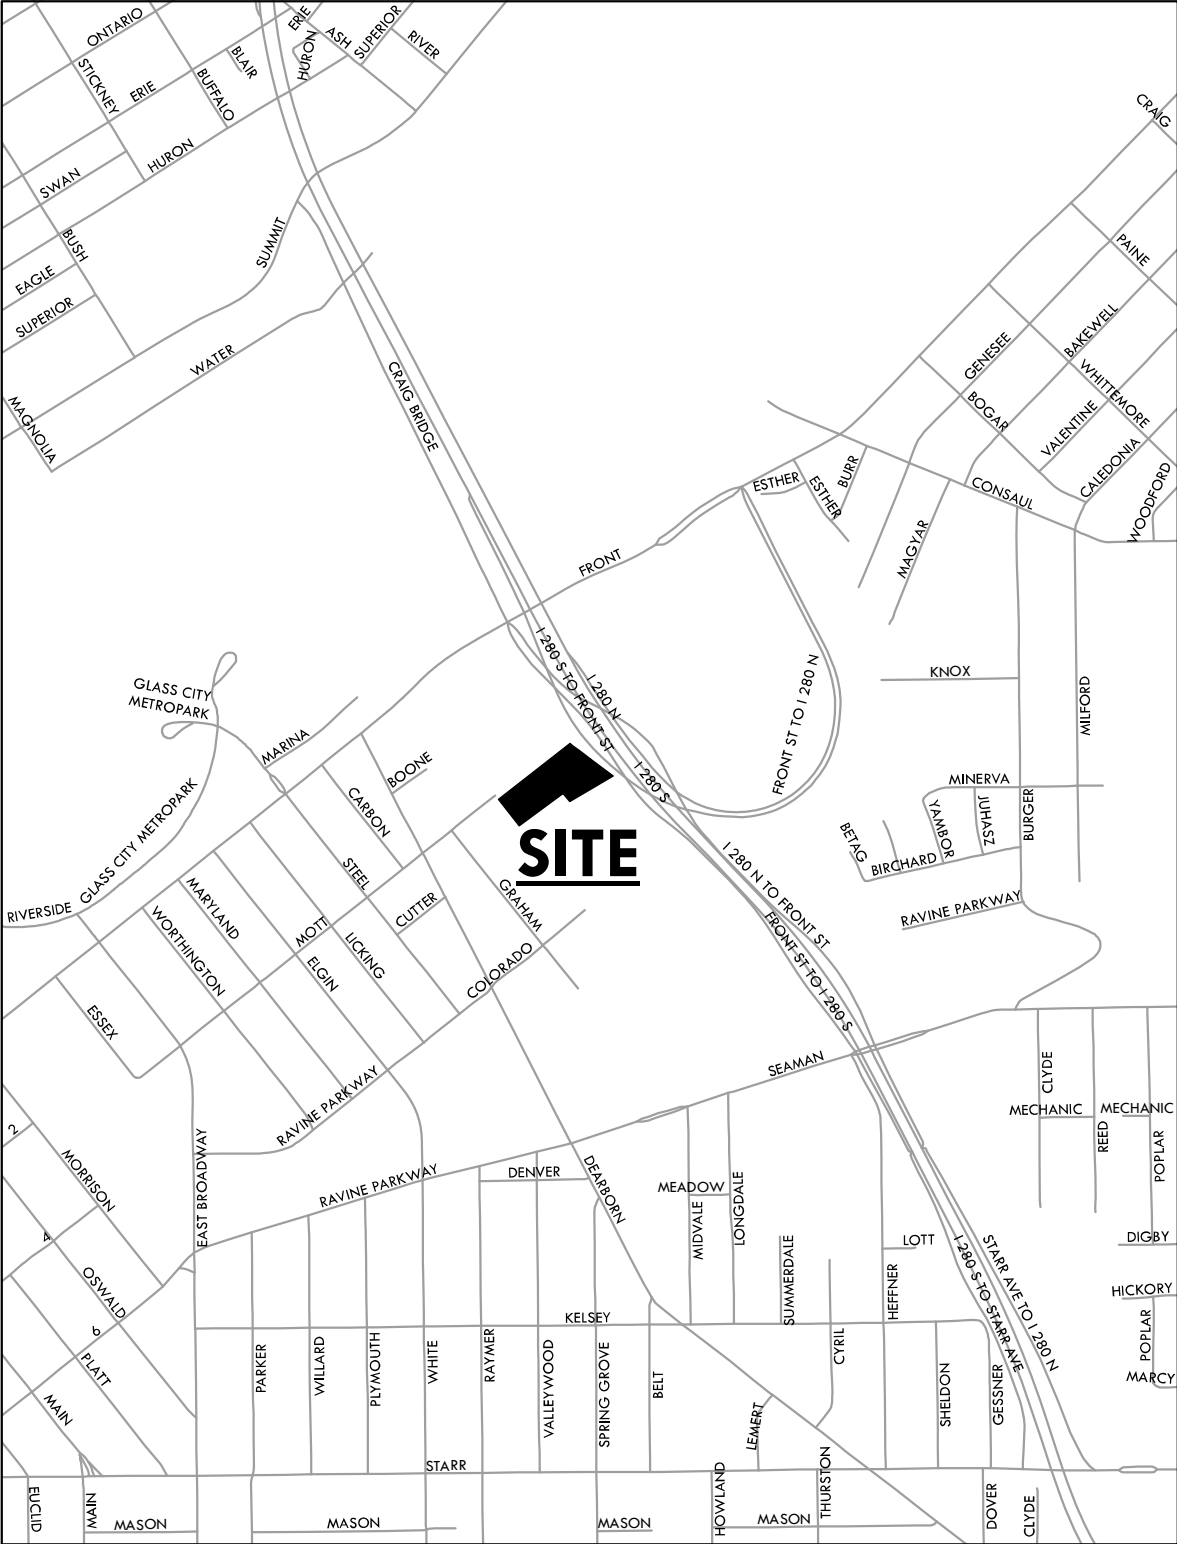 ONTARIO
STICKNEY
ERIE
BLAIR
BUFFALO
HURON
ERIE
ASH
SUPERIOR
RIVER
HURON
SWAN
BUSH
EAGLE
SUPERIOR
SUMMIT
WATER
MAGNOLIA
CRAIG BRIDGE
CRAIG
PAINE
BAKEWELL
GENESEE
WHITTEMORE
BOGAR
VALENTINE
CALEDONIA
WOODFORD
CONSAUL
ESTHER
ESTHER
BURR
MAGYAR
FRONT
I 280 S TO FRONT ST
I 280 N
I 280 S
FRONT ST TO I 280 N
KNOX
MILFORD
MINERVA
YAMBOR
JUHASZ
BURGER
BETAG
BIRCHARD
RAVINE PARKWAY
GLASS CITY
METROPARK
MARINA
BOONE
CARBON
GLASS CITY METROPARK
RIVERSIDE
SITE
STEEL
CUTTER
GRAHAM
MARYLAND
WORTHINGTON
MOTT
LICKING
ELGIN
COLORADO
ESSEX
RAVINE PARKWAY
I 280 N TO FRONT ST
FRONT ST TO I 280 S
SEAMAN
CLYDE
MECHANIC
MECHANIC
REED
POPLAR
2
MORRISON
EAST BROADWAY
RAVINE PARKWAY
DENVER
DEARBORN
MEADOW
MIDVALE
LONGDALE
SUMMERDALE
LOTT
HEFFNER
DIGBY
HICKORY
POPLAR
MARCY
4
OSWALD
6
PLATT
MAIN
KELSEY
PARKER
WILLARD
PLYMOUTH
WHITE
RAYMER
VALLEYWOOD
SPRING GROVE
BELT
CYRIL
LEMERT
SHELDON
GESSNER
I 280 S TO STARR AVE
STARR AVE TO I 280 N
STARR
EUCLID
MAIN
MASON
MASON
MASON
HOWLAND
MASON
THURSTON
DOVER
CLYDE